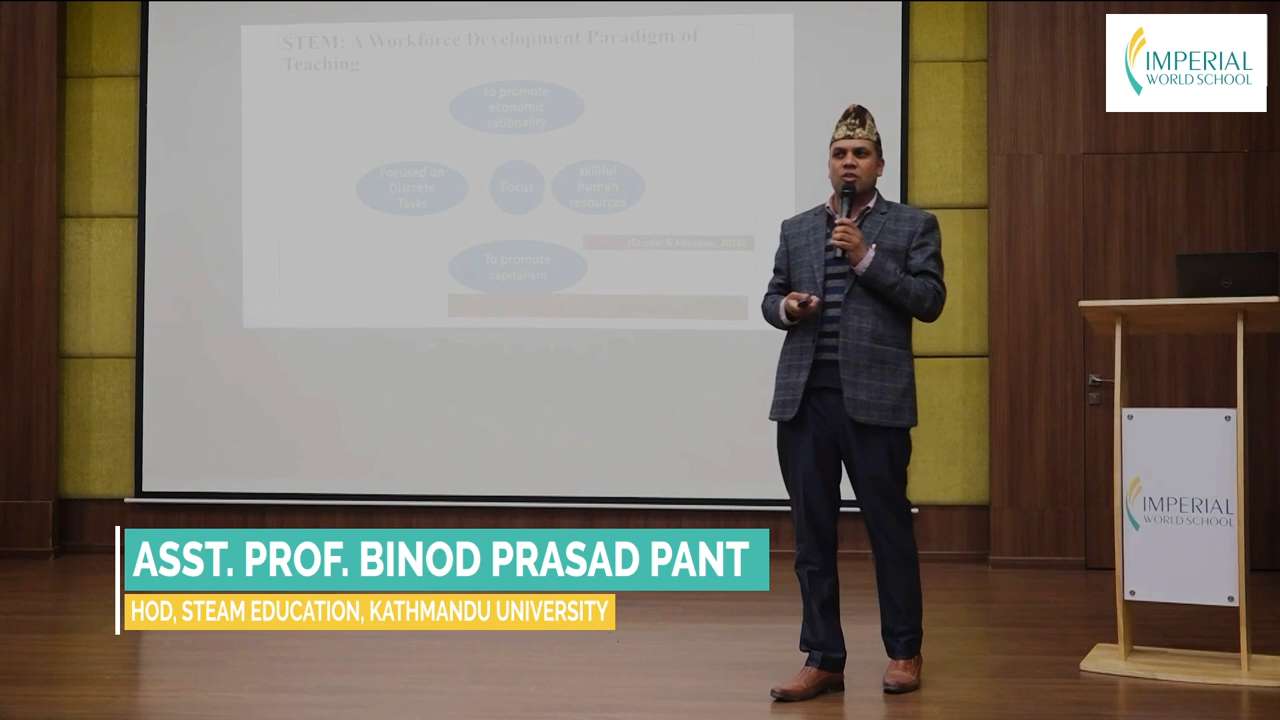 STEM: A Workforce Development Paradigm of
Teaching
to promote
economic
rationality
Focused on
Discrete
Tasks
Focus
skillful
human
resources
To promote
capitalism
IMPERIAL
WORLD SCHOOL
IMPERIAL
WORLD SCHOOL
ASST. PROF. BINOD PRASAD PANT
HOD, STEAM EDUCATION, KATHMANDU UNIVERSITY